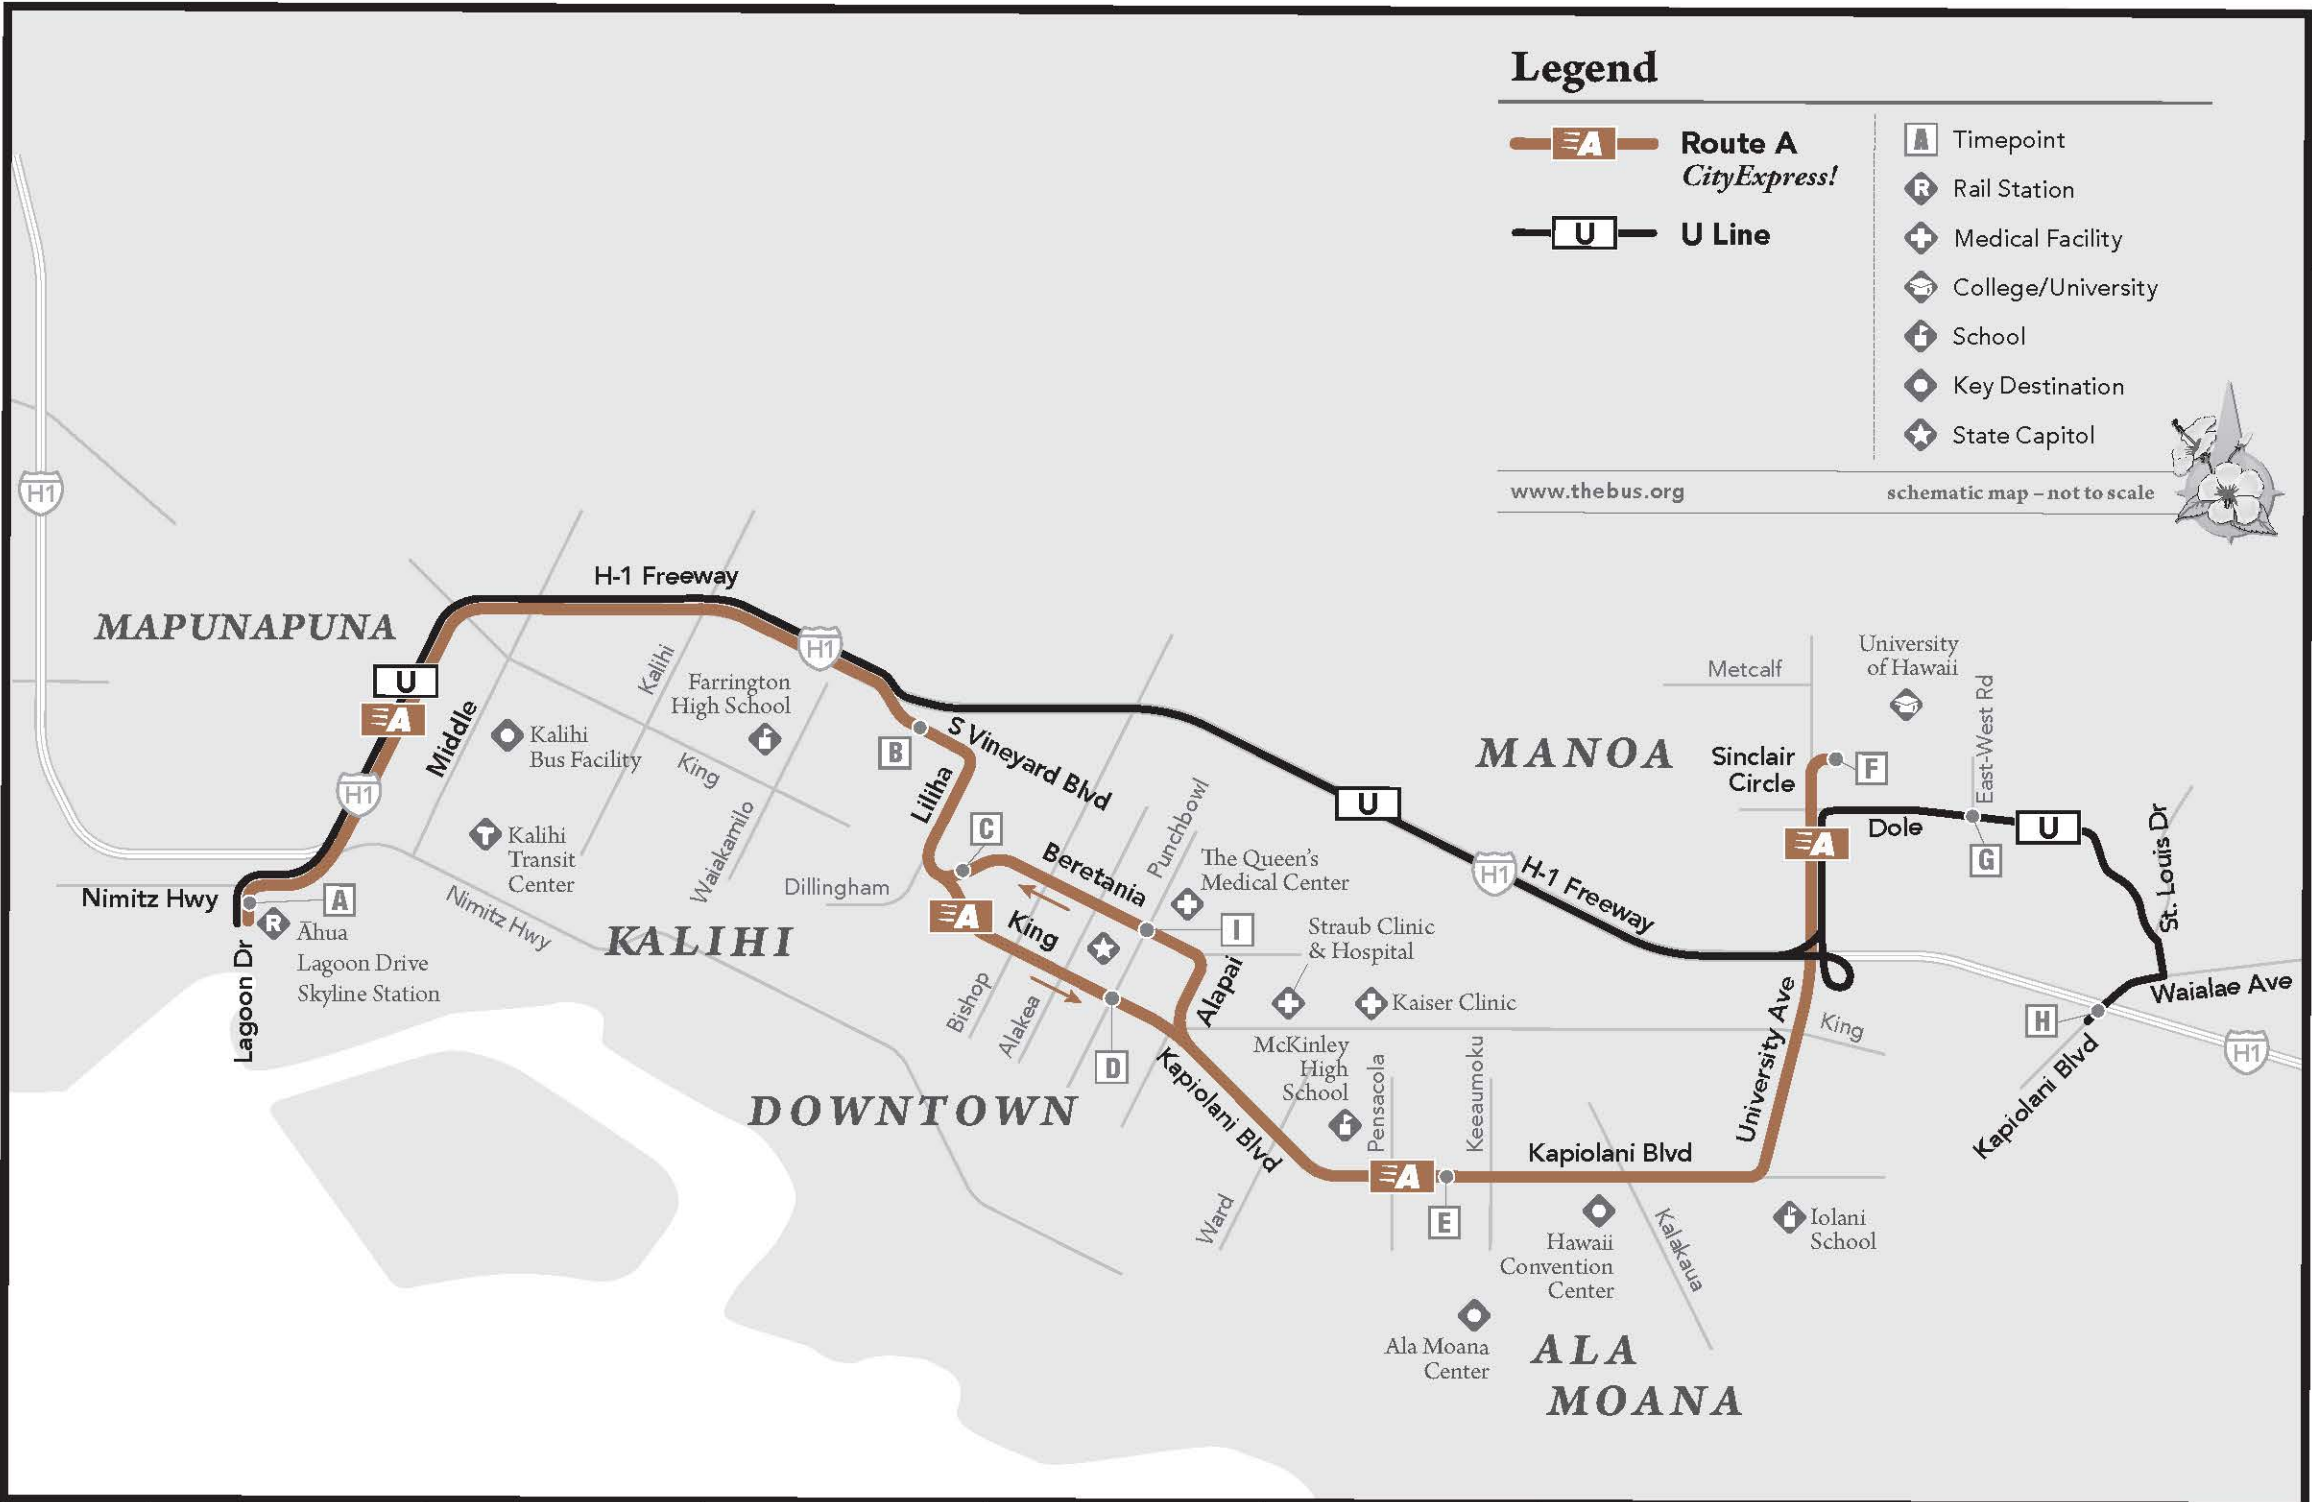 Legend
A
Route A
CityExpress!
U
U Line
A
Timepoint
R
Rail Station
Medical Facility
College/University
School
Key Destination
State Capitol
www.thebus.org
schematic map – not to scale
H1
MAPUNAPUNA
H-1 Freeway
H1
U
A
Middle
H1
Kalihi
Farrington
High School
Kalihi
Bus Facility
King
T
Kalihi
Transit
Center
Waiakamilo
Dillingham
Nimitz Hwy
A
R
Āhua
Lagoon Drive
Skyline Station
Lagoon Dr
Nimitz Hwy
KALIHI
B
S Vineyard Blvd
Liliha
C
A
Beretania
King
Punchbowl
The Queen's
Medical Center
I
Bishop
Alakea
D
Alapai
DOWNTOWN
Straub Clinic
& Hospital
Kaiser Clinic
McKinley
High
School
Kapiolani Blvd
Ward
Pensacola
Keeaumoku
A
E
Kapiolani Blvd
Hawaii
Convention
Center
Kalakaua
Ala Moana
Center
ALA
MOANA
Iolani
School
U
H1
H-1 Freeway
MANOA
Metcalf
University
of Hawaii
Sinclair
Circle
F
East-West Rd
A
Dole
G
U
St. Louis Dr
University Ave
King
Waialae Ave
H
Kapiolani Blvd
H1